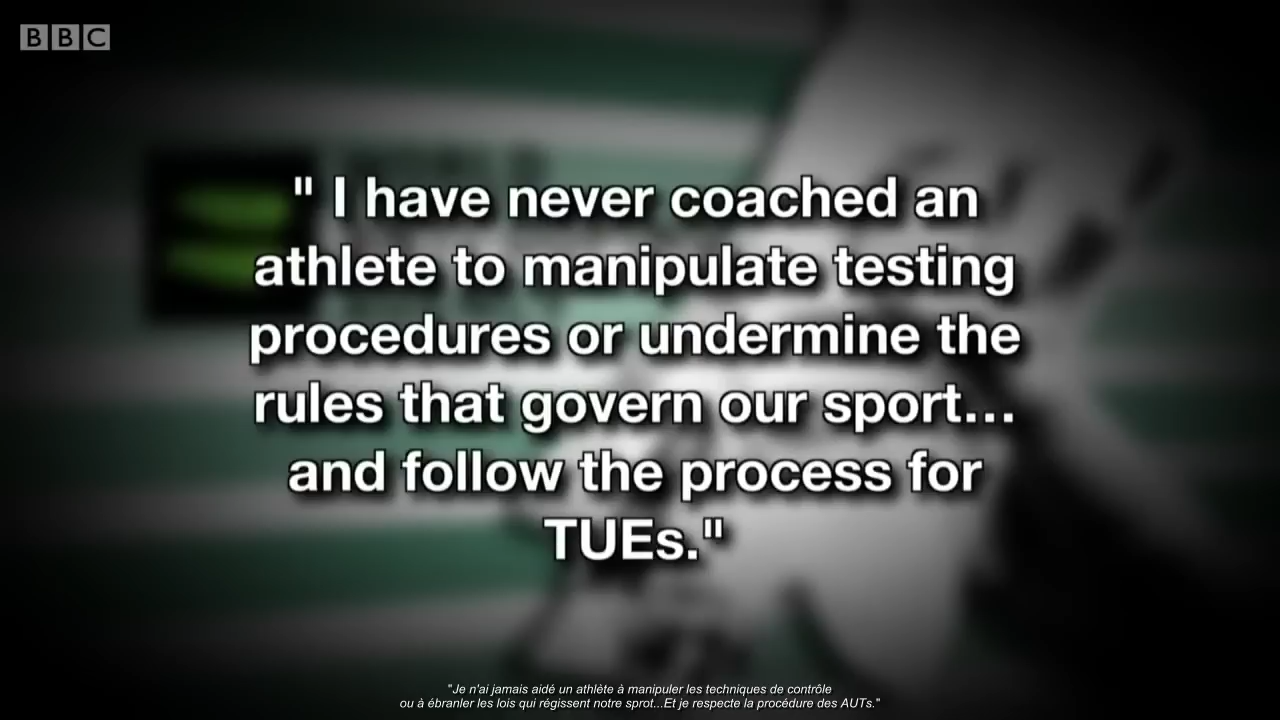 BBC
" I have never coached an
athlete to manipulate testing
procedures or undermine the
rules that govern our sport...
and follow the process for
TUEs."
"Je n'ai jamais aidé un athlète à manipuler les techniques de contrôle
ou à ébranler les lois qui régissent notre sprot...Et je respecte la procédure des AUTs."